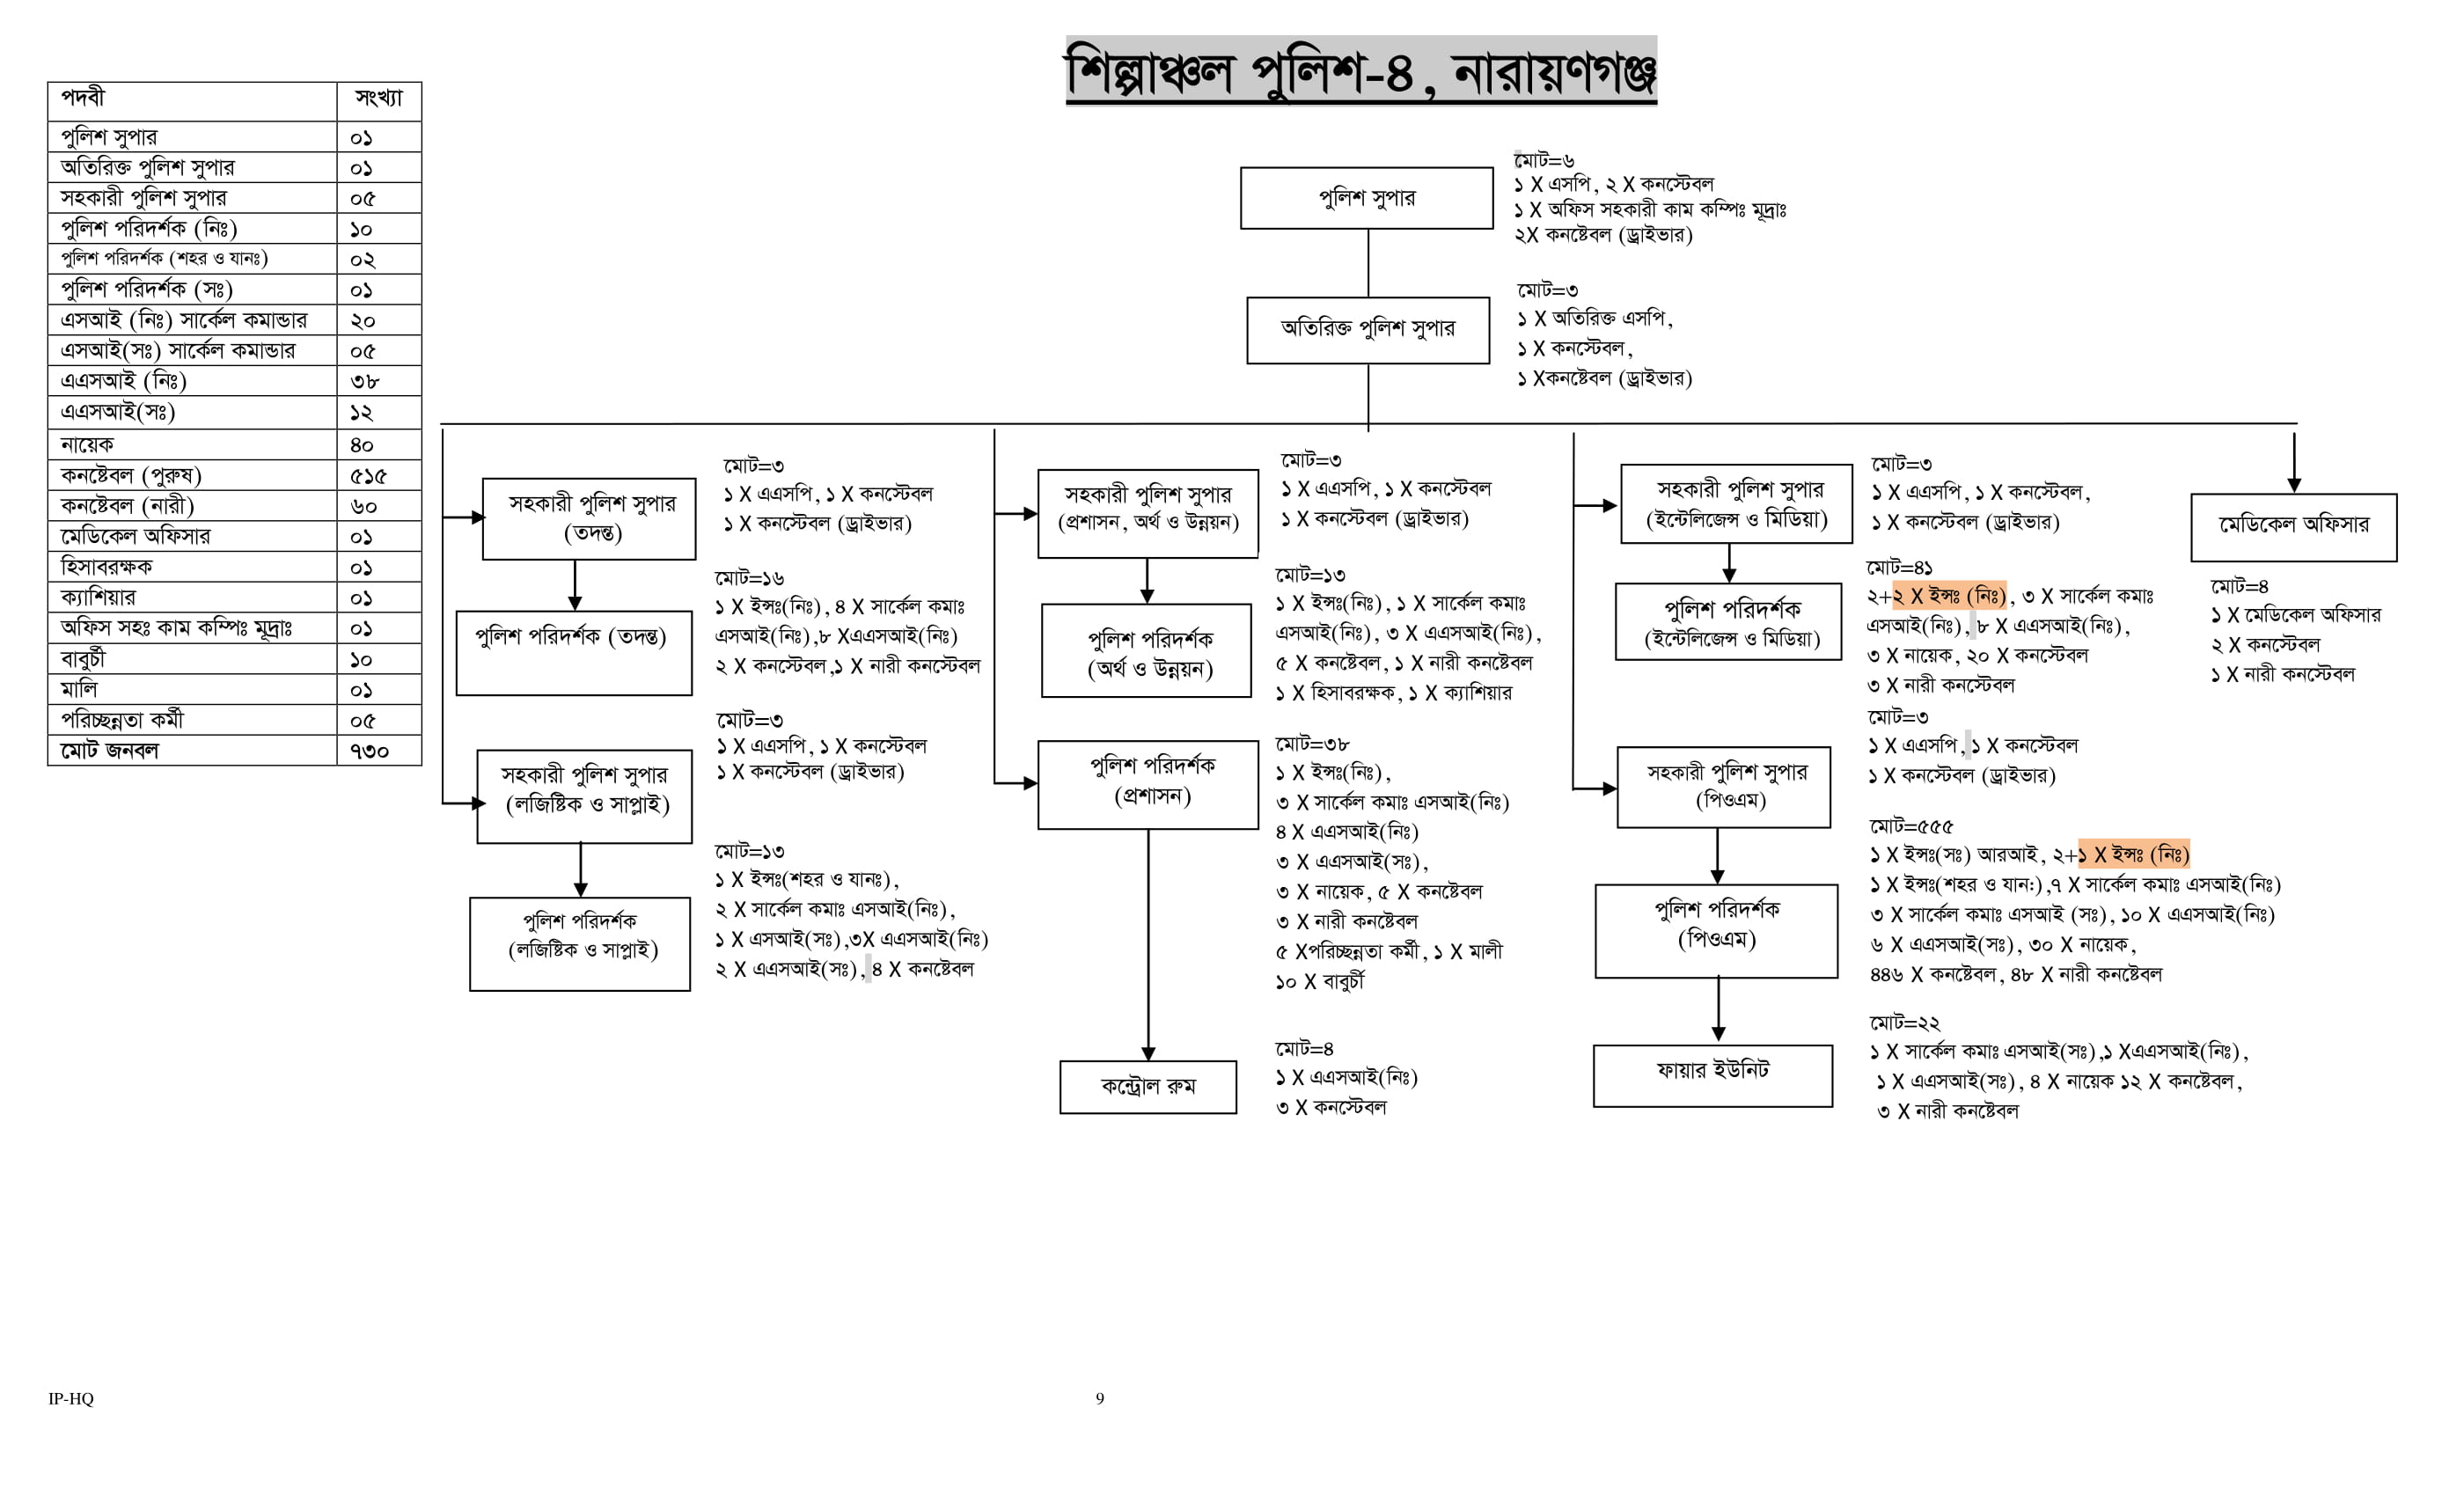 শিল্পাঞ্চল পুলিশ-৪, নারায়ণগঞ্জ
পদবী সংখ্যা
পুলিশ সুপার ০১
অতিরিক্ত পুলিশ সুপার ০১
সহকারী পুলিশ সুপার ০৫
পুলিশ পরিদর্শক (নিঃ) ১০
পুলিশ পরিদর্শক (শহর ও যানঃ) ০২
পুলিশ পরিদর্শক (সঃ) ০১
এসআই (নিঃ) সার্কেল কমান্ডার ২০
এসআই(সঃ) সার্কেল কমান্ডার ০৫
এএসআই (নিঃ) ৩৮
এএসআই(সঃ) ১২
নায়েক ৪০
কনষ্টেবল (পুরুষ) ৫১৫
কনষ্টেবল (নারী) ৬০
মেডিকেল অফিসার ০১
হিসাবরক্ষক ০১
ক্যাশিয়ার ০১
অফিস সহঃ কাম কম্পিঃ মূদ্রাঃ ০১
বাবুর্চী ১০
মালি ০১
পরিচ্ছন্নতা কর্মী ০৫
মোট জনবল ৭৩০
পুলিশ সুপার
মোট=৬
১ X এসপি, ২ X কনস্টেবল
১ X অফিস সহকারী কাম কম্পিঃ মূদ্রাঃ
২X কনষ্টেবল (ড্রাইভার)
অতিরিক্ত পুলিশ সুপার
মোট=৩
১ X অতিরিক্ত এসপি,
১ X কনস্টেবল,
১ Xকনষ্টেবল (ড্রাইভার)
সহকারী পুলিশ সুপার
(তদন্ত)
মোট=৩
১ X এএসপি, ১ X কনস্টেবল
১ X কনস্টেবল (ড্রাইভার)
পুলিশ পরিদর্শক (তদন্ত)
মোট=১৬
১ X ইন্সঃ(নিঃ), ৪ X সার্কেল কমাঃ
এসআই(নিঃ),৮ Xএএসআই(নিঃ)
২ X কনস্টেবল,১ X নারী কনস্টেবল
সহকারী পুলিশ সুপার
(লজিষ্টিক ও সাপ্লাই)
মোট=৩
১ X এএসপি, ১ X কনস্টেবল
১ X কনস্টেবল (ড্রাইভার)
পুলিশ পরিদর্শক
(লজিষ্টিক ও সাপ্লাই)
মোট=১৩
১ X ইন্সঃ(শহর ও যানঃ),
২ X সার্কেল কমাঃ এসআই(নিঃ),
১ X এসআই(সঃ),৩X এএসআই(নিঃ)
২ X এএসআই(সঃ), ৪ X কনষ্টেবল
সহকারী পুলিশ সুপার
(প্রশাসন, অর্থ ও উন্নয়ন)
মোট=৩
১ X এএসপি, ১ X কনস্টেবল
১ X কনস্টেবল (ড্রাইভার)
পুলিশ পরিদর্শক
(অর্থ ও উন্নয়ন)
মোট=১৩
১ X ইন্সঃ(নিঃ), ১ X সার্কেল কমাঃ
এসআই(নিঃ), ৩ X এএসআই(নিঃ),
৫ X কনষ্টেবল, ১ X নারী কনষ্টেবল
১ X হিসাবরক্ষক, ১ X ক্যাশিয়ার
পুলিশ পরিদর্শক
(প্রশাসন)
মোট=৩৮
১ X ইন্সঃ(নিঃ),
৩ X সার্কেল কমাঃ এসআই(নিঃ)
৪ X এএসআই(নিঃ)
৩ X এএসআই(সঃ),
৩ X নায়েক, ৫ X কনষ্টেবল
৩ X নারী কনষ্টেবল
৫ Xপরিচ্ছন্নতা কর্মী, ১ X মালী
১০ X বাবুর্চী
কন্ট্রোল রুম
মোট=৪
১ X এএসআই(নিঃ)
৩ X কনস্টেবল
সহকারী পুলিশ সুপার
(ইন্টেলিজেন্স ও মিডিয়া)
মোট=৩
১ X এএসপি, ১ X কনস্টেবল,
১ X কনস্টেবল (ড্রাইভার)
পুলিশ পরিদর্শক
(ইন্টেলিজেন্স ও মিডিয়া)
মোট=৪১
২+২ X ইন্সঃ (নিঃ), ৩ X সার্কেল কমাঃ
এসআই(নিঃ), ৮ X এএসআই(নিঃ),
৩ X নায়েক, ২০ X কনস্টেবল
৩ X নারী কনস্টেবল
সহকারী পুলিশ সুপার
(পিওএম)
মোট=৩
১ X এএসপি, ১ X কনস্টেবল
১ X কনস্টেবল (ড্রাইভার)
পুলিশ পরিদর্শক
(পিওএম)
মোট=৫৫৫
১ X ইন্সঃ(সঃ) আরআই, ২+১ X ইন্সঃ (নিঃ)
১ X ইন্সঃ(শহর ও যান:),৭ X সার্কেল কমাঃ এসআই(নিঃ)
৩ X সার্কেল কমাঃ এসআই (সঃ), ১০ X এএসআই(নিঃ)
৬ X এএসআই(সঃ), ৩০ X নায়েক,
৪৪৬ X কনষ্টেবল, ৪৮ X নারী কনষ্টেবল
ফায়ার ইউনিট
মোট=২২
১ X সার্কেল কমাঃ এসআই(সঃ),১ Xএএসআই(নিঃ),
১ X এএসআই(সঃ), ৪ X নায়েক ১২ X কনষ্টেবল,
৩ X নারী কনষ্টেবল
মেডিকেল অফিসার
মোট=৪
১ X মেডিকেল অফিসার
২ X কনস্টেবল
১ X নারী কনস্টেবল
IP-HQ
9